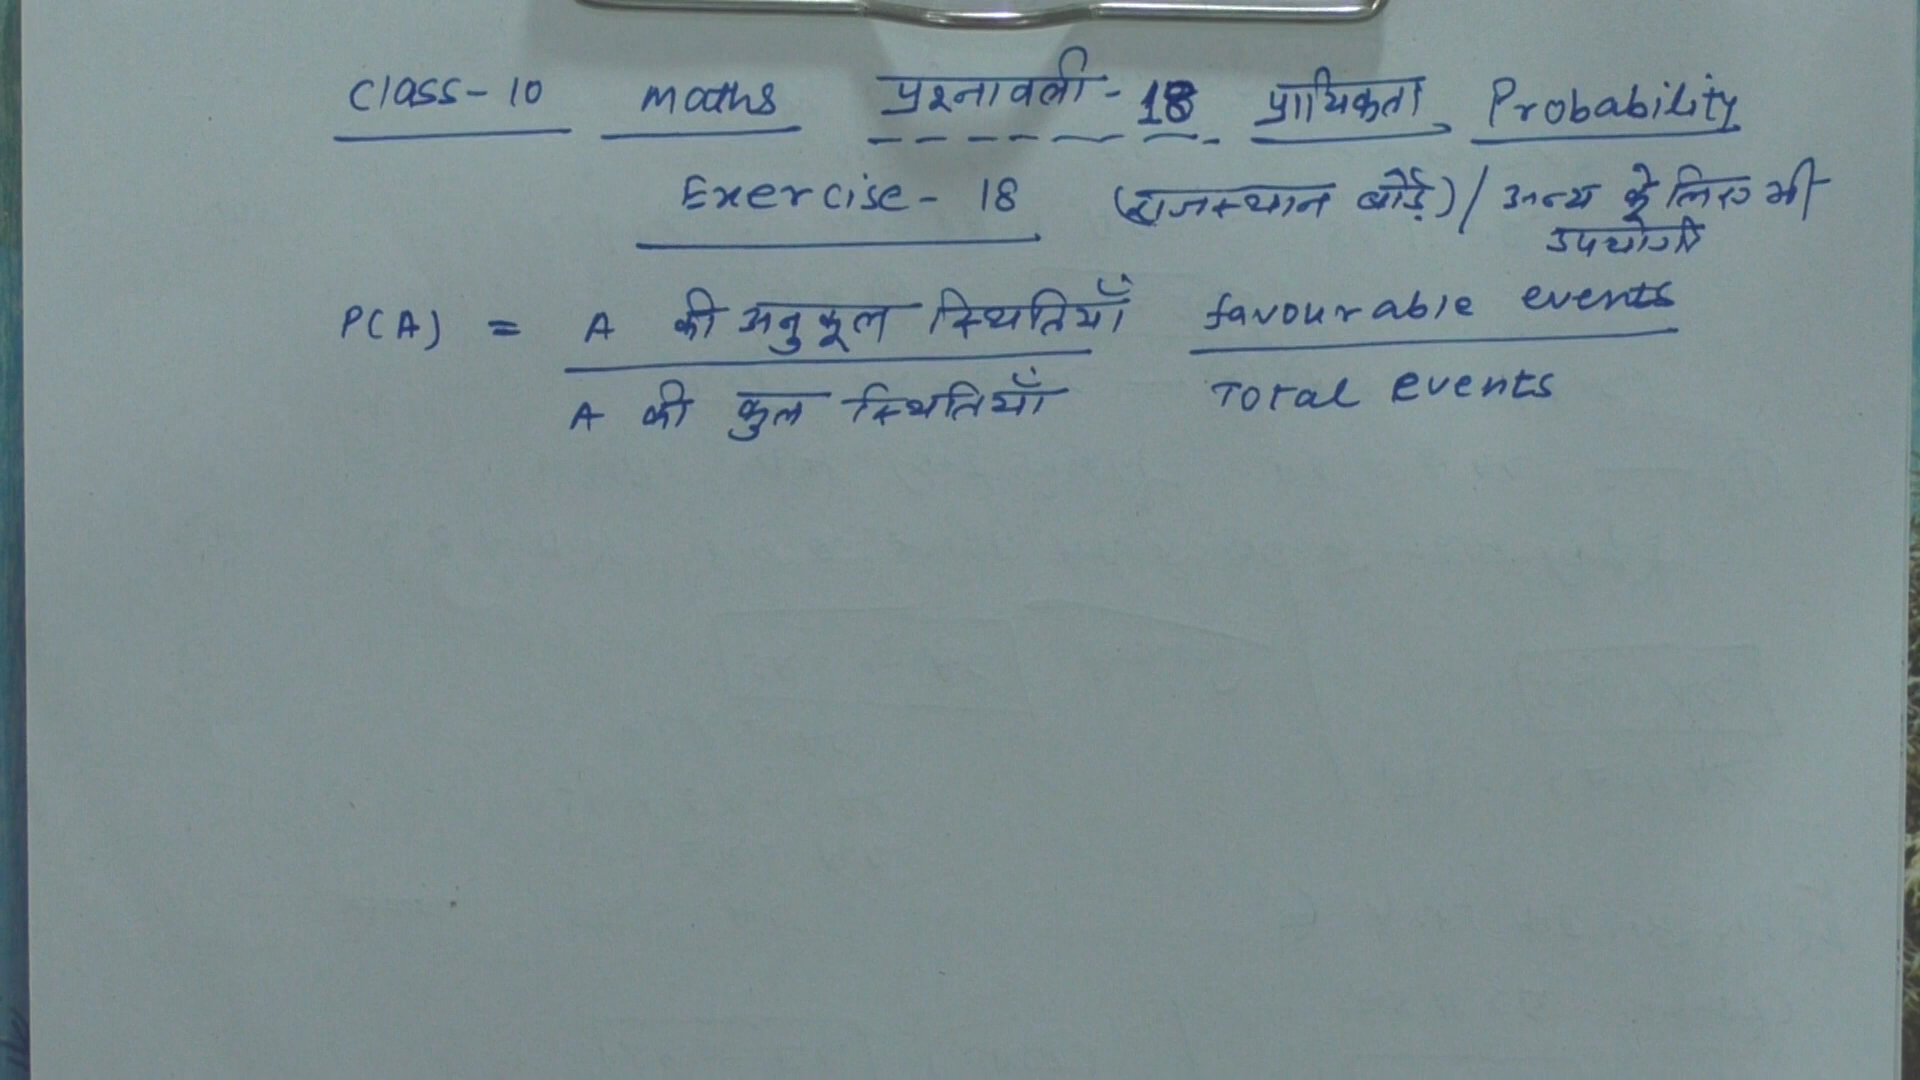 Class-10 Maths प्रश्नावली- 18 प्रायिकता Probability
Exercise- 18 (राजस्थान बोर्ड) / अन्य के लिए भी
उपयोगी
P(A) = A की अनुकूल स्थितियाँ favourable events
A की कुल स्थितियाँ Total events